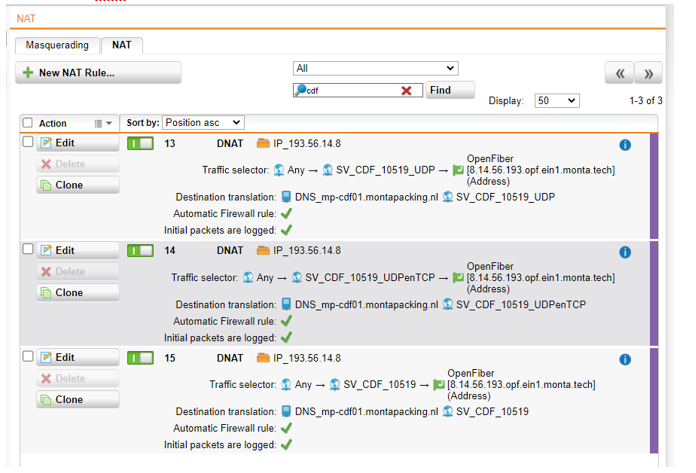 NAT
Masquerading NAT
New NAT Rule...
All
cdf Find
Display: 50 1-3 of 3
Action Sort by: Position asc
Edit 13 DNAT IP_193.56.14.8
Delete Traffic selector: Any → SV_CDF_10519_UDP → OpenFiber
[8.14.56.193.opf.ein1.monta.tech]
(Address)
Clone
Destination translation: DNS_mp-cdf01.montapacking.nl SV_CDF_10519_UDP
Automatic Firewall rule:
Initial packets are logged:
Edit 14 DNAT IP_193.56.14.8
Delete Traffic selector: Any → SV_CDF_10519_UDPenTCP → OpenFiber
[8.14.56.193.opf.ein1.monta.tech]
(Address)
Clone
Destination translation: DNS_mp-cdf01.montapacking.nl SV_CDF_10519_UDPenTCP
Automatic Firewall rule:
Initial packets are logged:
Edit 15 DNAT IP_193.56.14.8
Delete Traffic selector: Any → SV_CDF_10519 → OpenFiber
[8.14.56.193.opf.ein1.monta.tech]
(Address)
Clone
Destination translation: DNS_mp-cdf01.montapacking.nl SV_CDF_10519
Automatic Firewall rule:
Initial packets are logged: